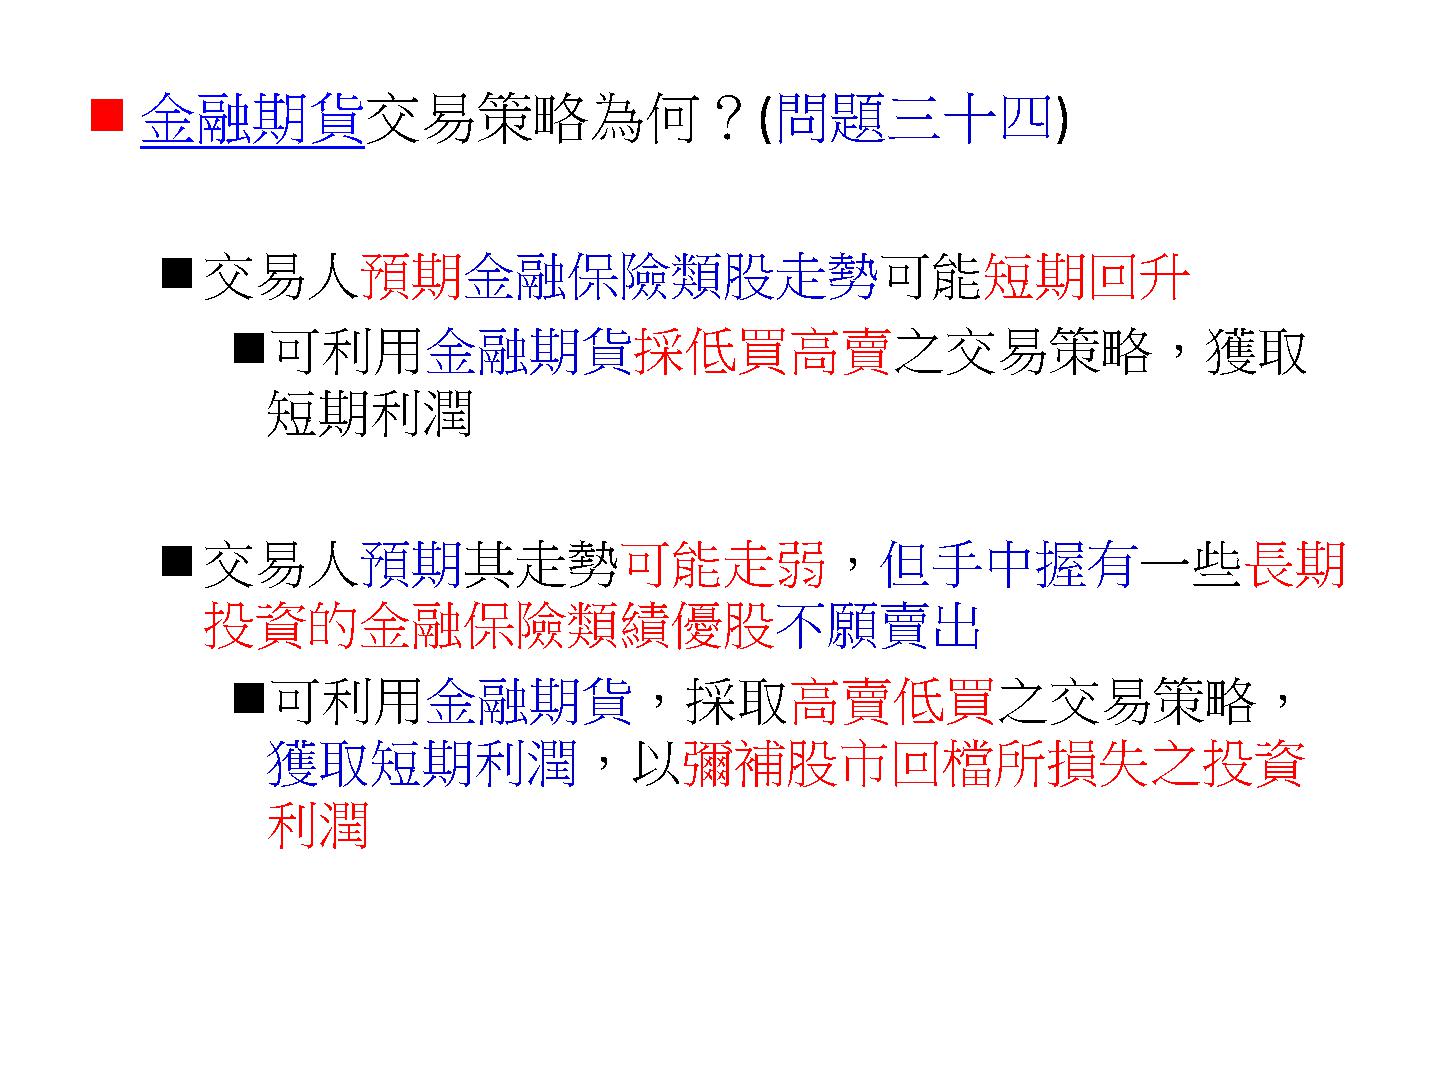 ■ 金融期貨交易策略為何？(問題三十四)
■交易人預期金融保險類股走勢可能短期回升
■可利用金融期貨採低買高賣之交易策略，獲取
短期利潤
■交易人預期其走勢可能走弱，但手中握有一些長期
投資的金融保險類績優股不願賣出
■可利用金融期貨，採取高賣低買之交易策略，
獲取短期利潤，以彌補股市回檔所損失之投資
利潤